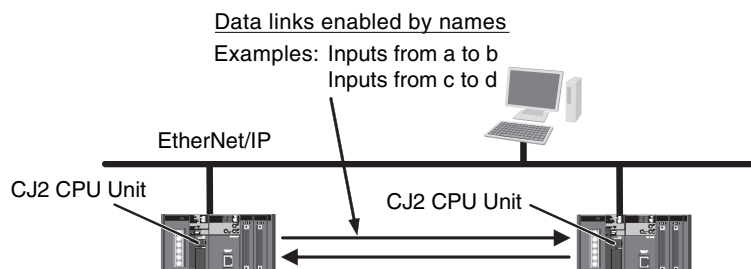 Data links enabled by names
Examples: Inputs from a to b
Inputs from c to d
EtherNet/IP
CJ2 CPU Unit
CJ2 CPU Unit